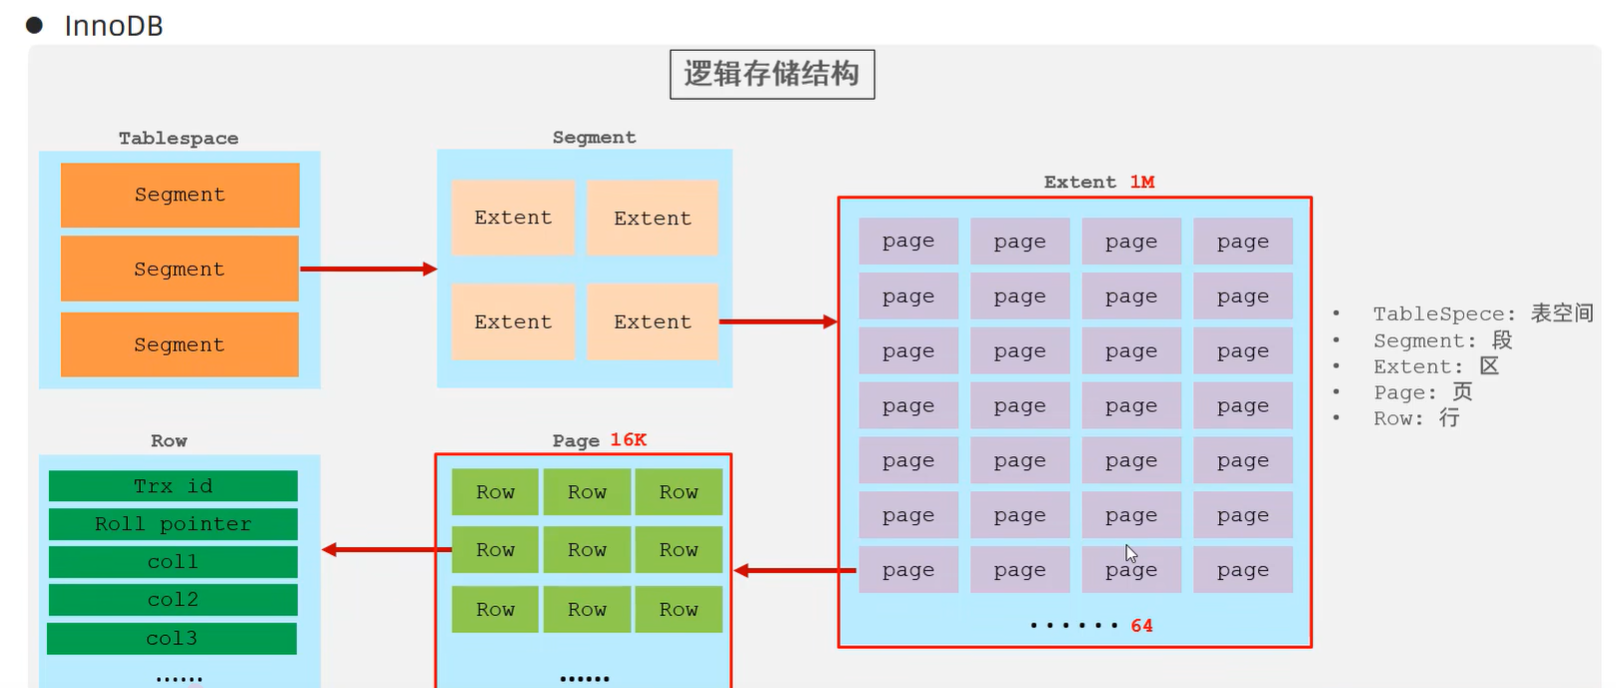 ● InnoDB
逻辑存储结构
Tablespace
Segment
Segment
Segment
Segment
Extent Extent
Extent Extent
Extent 1M
page page page page
page page page page
page page page page
page page page page
page page page page
page page page page
page page page page
······ 64
• TableSpece: 表空间
• Segment: 段
• Extent: 区
• Page: 页
• Row: 行
Page 16K
Row Row Row
Row Row Row
Row Row Row
······
Row
Trx id
Roll pointer
col1
col2
col3
······